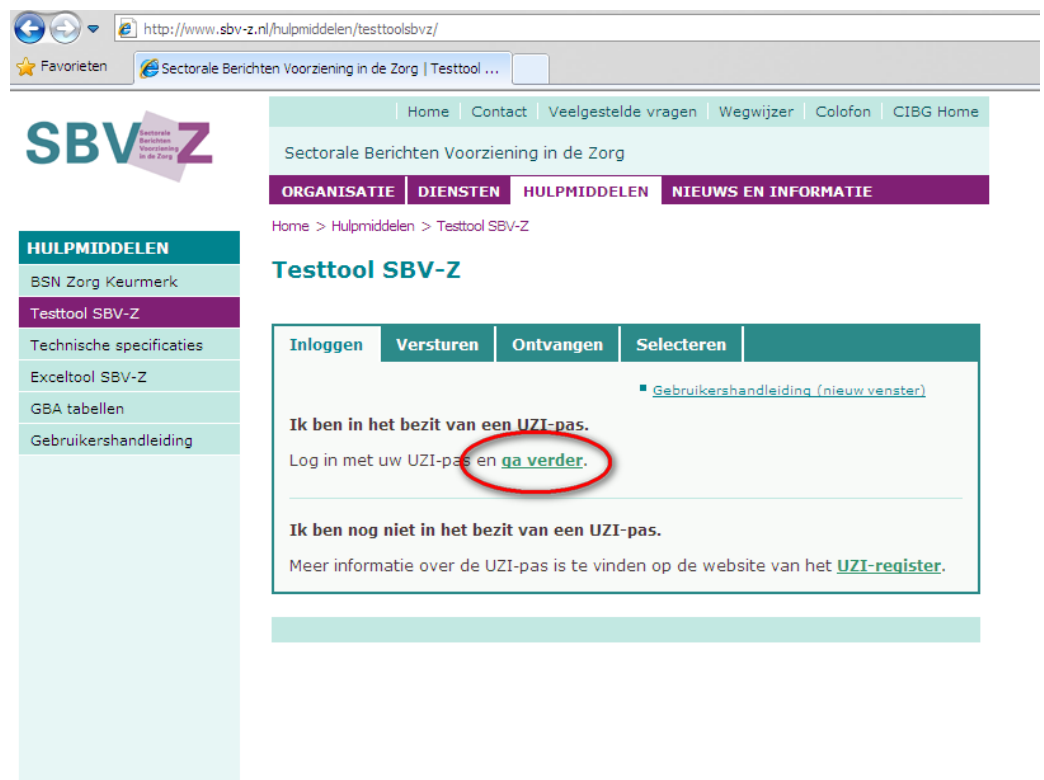 http://www.sbv-z.nl/hulpmiddelen/testtoolsbvz/
Favorieten
Sectorale Berichten Voorziening in de Zorg | Testtool ...
Home | Contact | Veelgestelde vragen | Wegwijzer | Colofon | CIBG Home
SBV Z
Sectorale
Berichten
Voorziening
in de Zorg
Sectorale Berichten Voorziening in de Zorg
ORGANISATIE DIENSTEN HULPMIDDELEN NIEUWS EN INFORMATIE
Home > Hulpmiddelen > Testtool SBV-Z
HULPMIDDELEN
BSN Zorg Keurmerk
Testtool SBV-Z
Technische specificaties
Exceltool SBV-Z
GBA tabellen
Gebruikershandleiding
Testtool SBV-Z
Inloggen Versturen Ontvangen Selecteren
Gebruikershandleiding (nieuw venster)
Ik ben in het bezit van een UZI-pas.
Log in met uw UZI-pas en ga verder.
Ik ben nog niet in het bezit van een UZI-pas.
Meer informatie over de UZI-pas is te vinden op de website van het UZI-register.